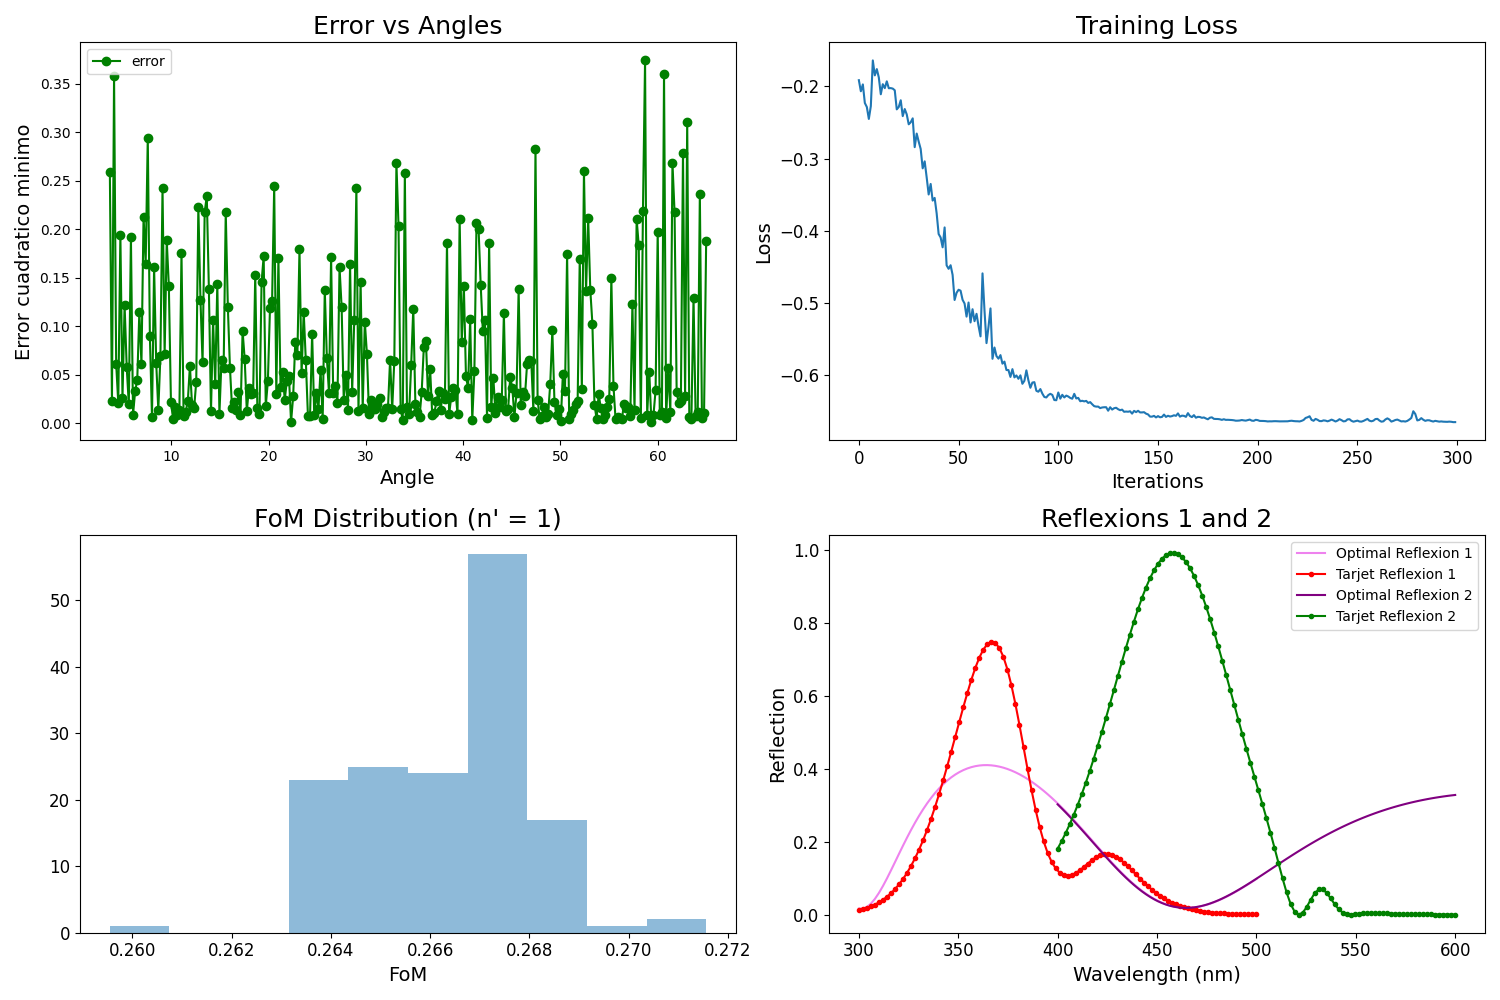 Error vs Angles
error
Error cuadratico minimo
0.35
0.30
0.25
0.20
0.15
0.10
0.05
0.00
10 20 30 40 50 60
Angle
Training Loss
Loss
−0.2
−0.3
−0.4
−0.5
−0.6
0 50 100 150 200 250 300
Iterations
FoM Distribution (n' = 1)
50
40
30
20
10
0
0.260 0.262 0.264 0.266 0.268 0.270 0.272
FoM
Reflexions 1 and 2
Optimal Reflexion 1
Tarjet Reflexion 1
Optimal Reflexion 2
Tarjet Reflexion 2
Reflection
1.0
0.8
0.6
0.4
0.2
0.0
300 350 400 450 500 550 600
Wavelength (nm)